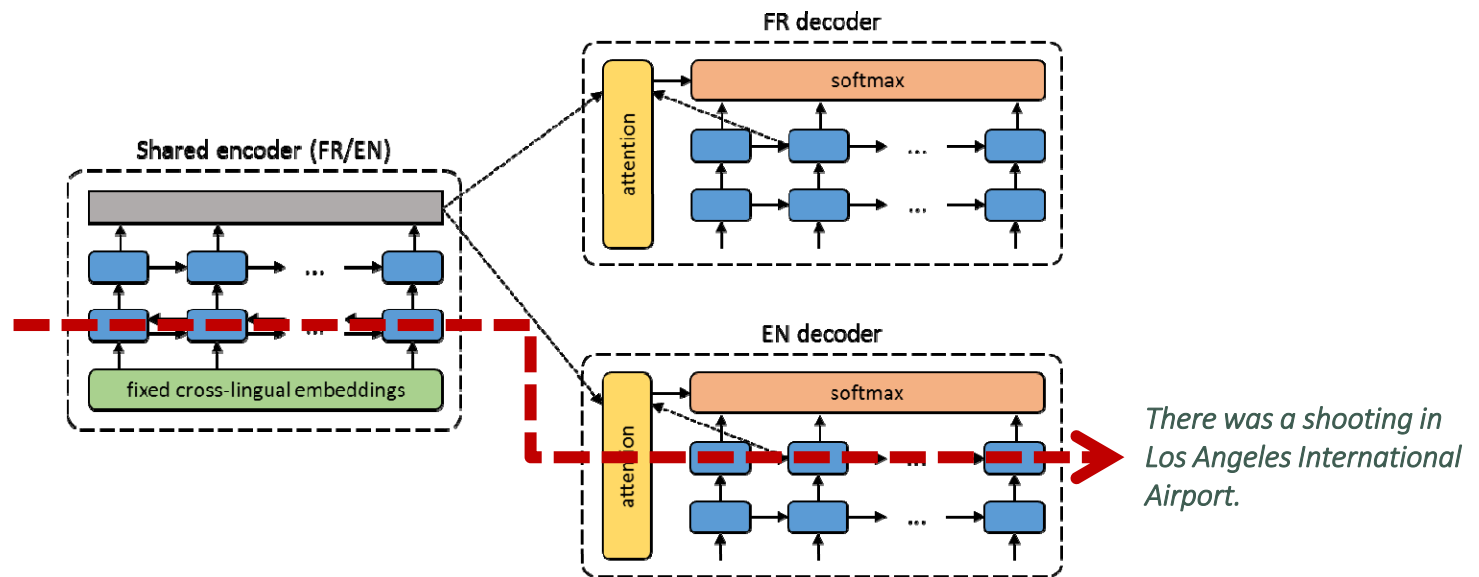 FR decoder
softmax
attention
...
...
Shared encoder (FR/EN)
...
...
fixed cross-lingual embeddings
EN decoder
softmax
attention
...
...
There was a shooting in
Los Angeles International
Airport.